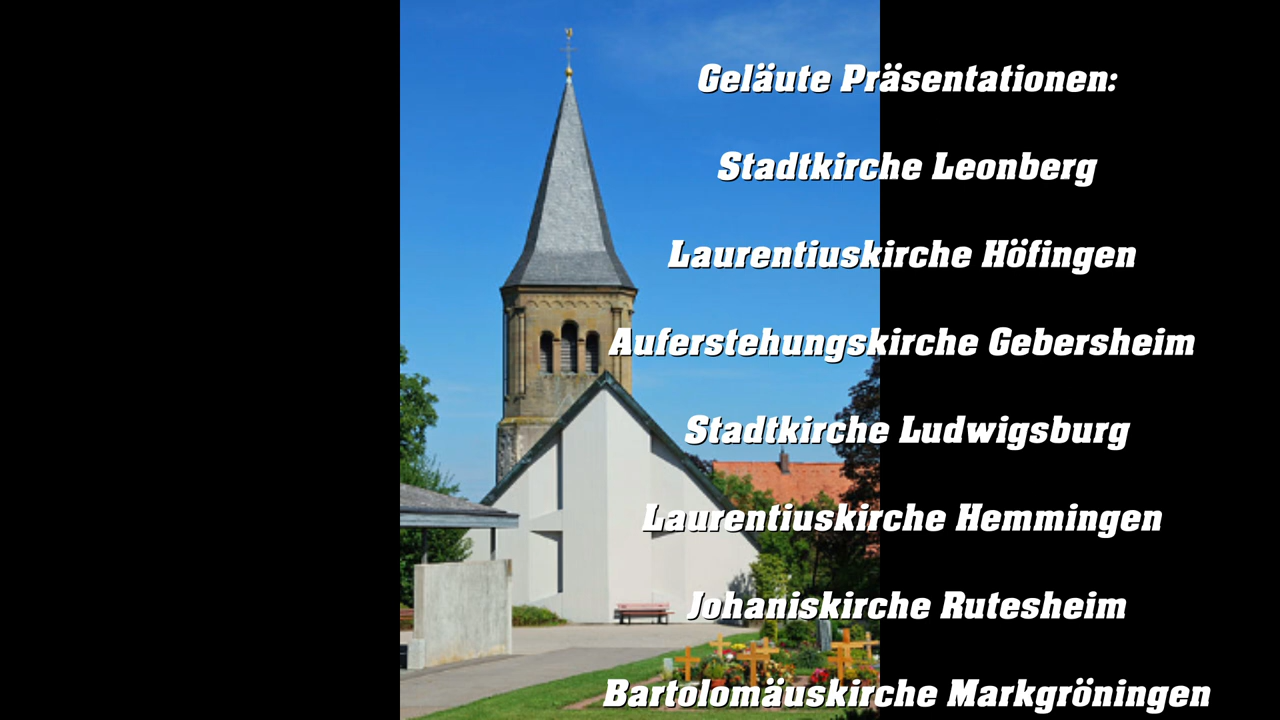 Geläute Präsentationen:
Stadtkirche Leonberg
Laurentiuskirche Höfingen
Auferstehungskirche Gebersheim
Stadtkirche Ludwigsburg
Laurentiuskirche Hemmingen
Johaniskirche Rutesheim
Bartolomäuskirche Markgröningen